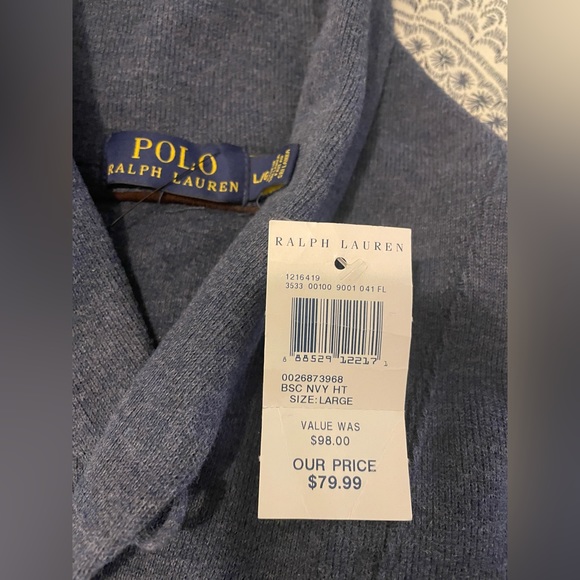 POLO
RALPH LAUREN
L/G
RALPH LAUREN
1216419
3533 00100 9001 041 FL
8 88529 12217 1
0026873968
BSC NVY HT
SIZE: LARGE
VALUE WAS
$98.00
OUR PRICE
$79.99